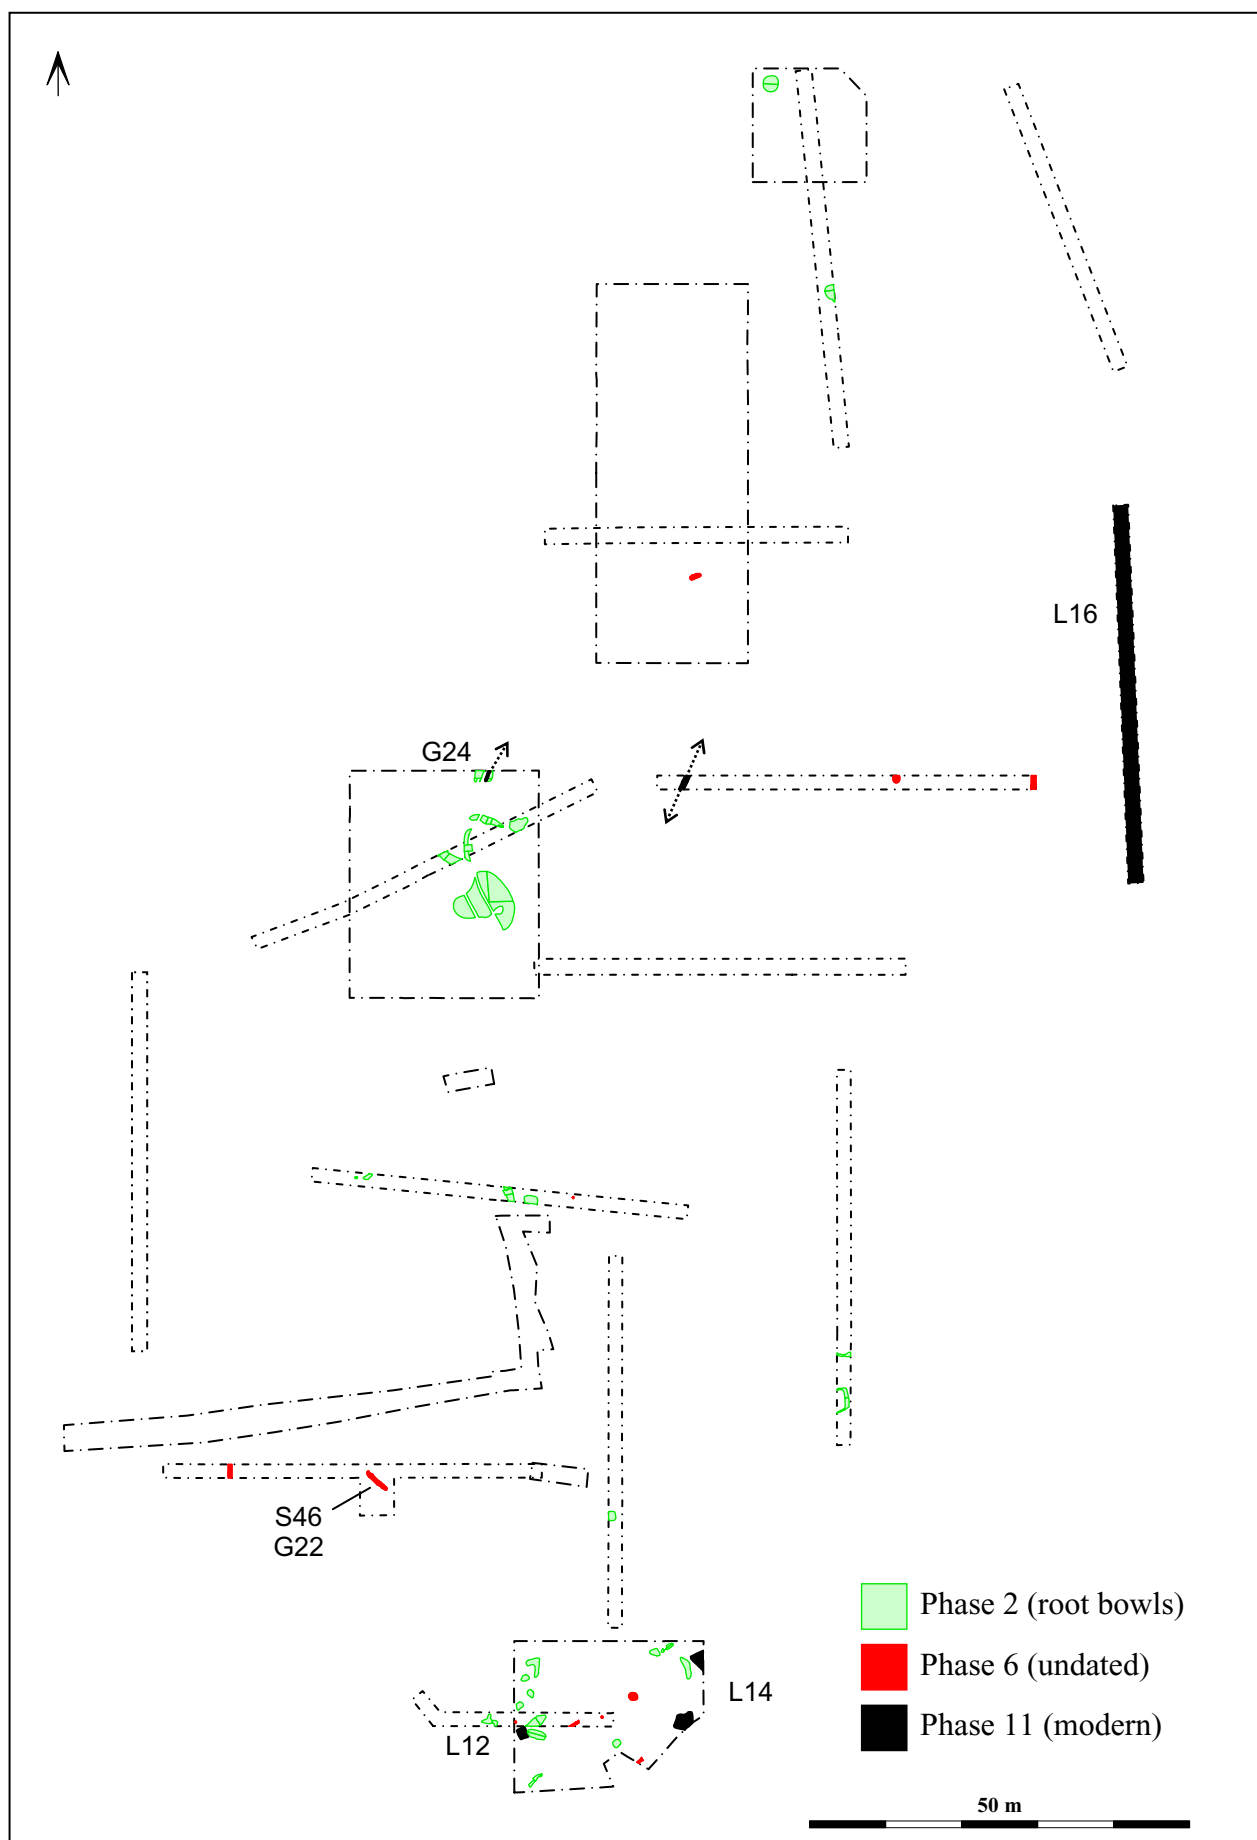 L16
G24
S46
G22
Phase 2 (root bowls)
Phase 6 (undated)
L14
Phase 11 (modern)
L12
50 m